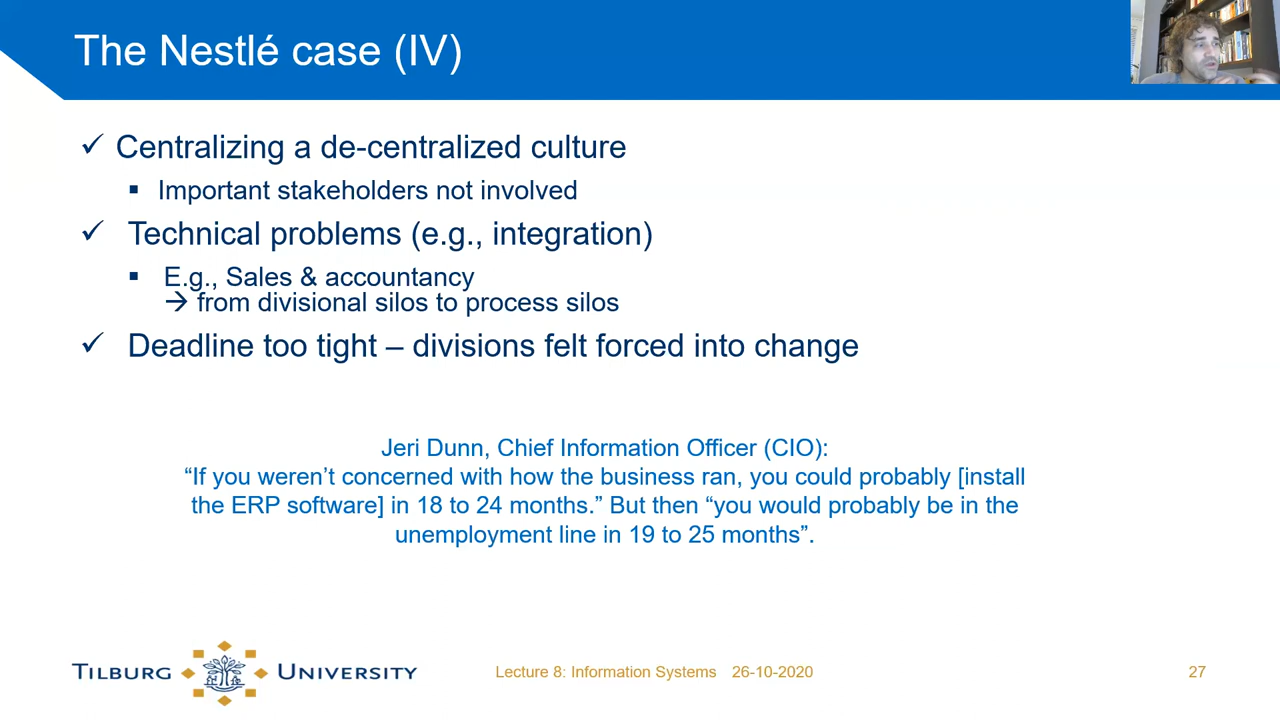 The Nestlé case (IV)
✓ Centralizing a de-centralized culture
▪ Important stakeholders not involved
✓ Technical problems (e.g., integration)
▪ E.g., Sales & accountancy
→ from divisional silos to process silos
✓ Deadline too tight – divisions felt forced into change
Jeri Dunn, Chief Information Officer (CIO):
“If you weren’t concerned with how the business ran, you could probably [install
the ERP software] in 18 to 24 months.” But then “you would probably be in the
unemployment line in 19 to 25 months”.
TILBURG UNIVERSITY
Lecture 8: Information Systems 26-10-2020
27